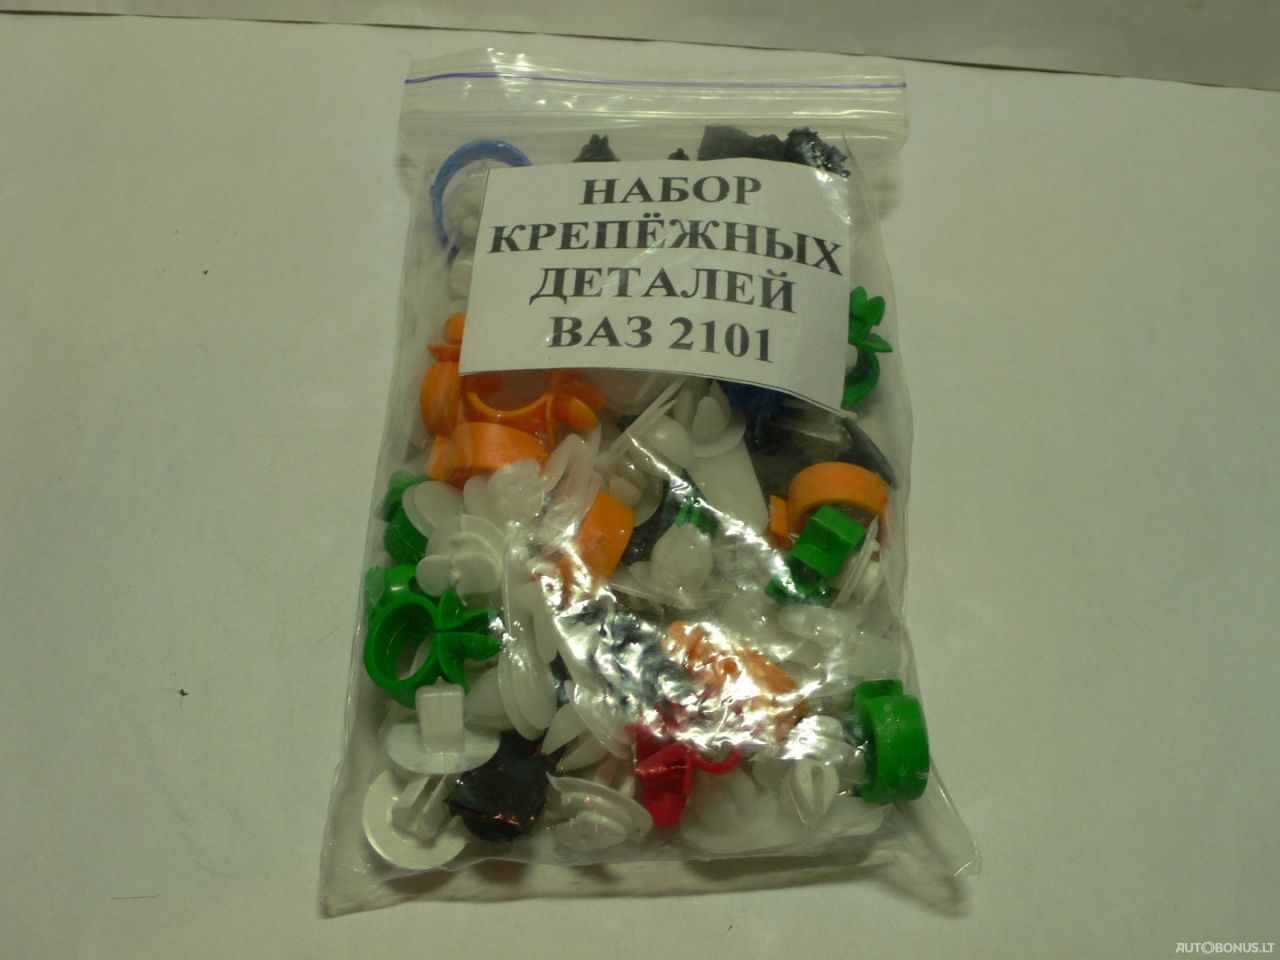 НАБОР
КРЕПЁЖНЫХ
ДЕТАЛЕЙ
ВАЗ 2101
AUTOBONUS.LT